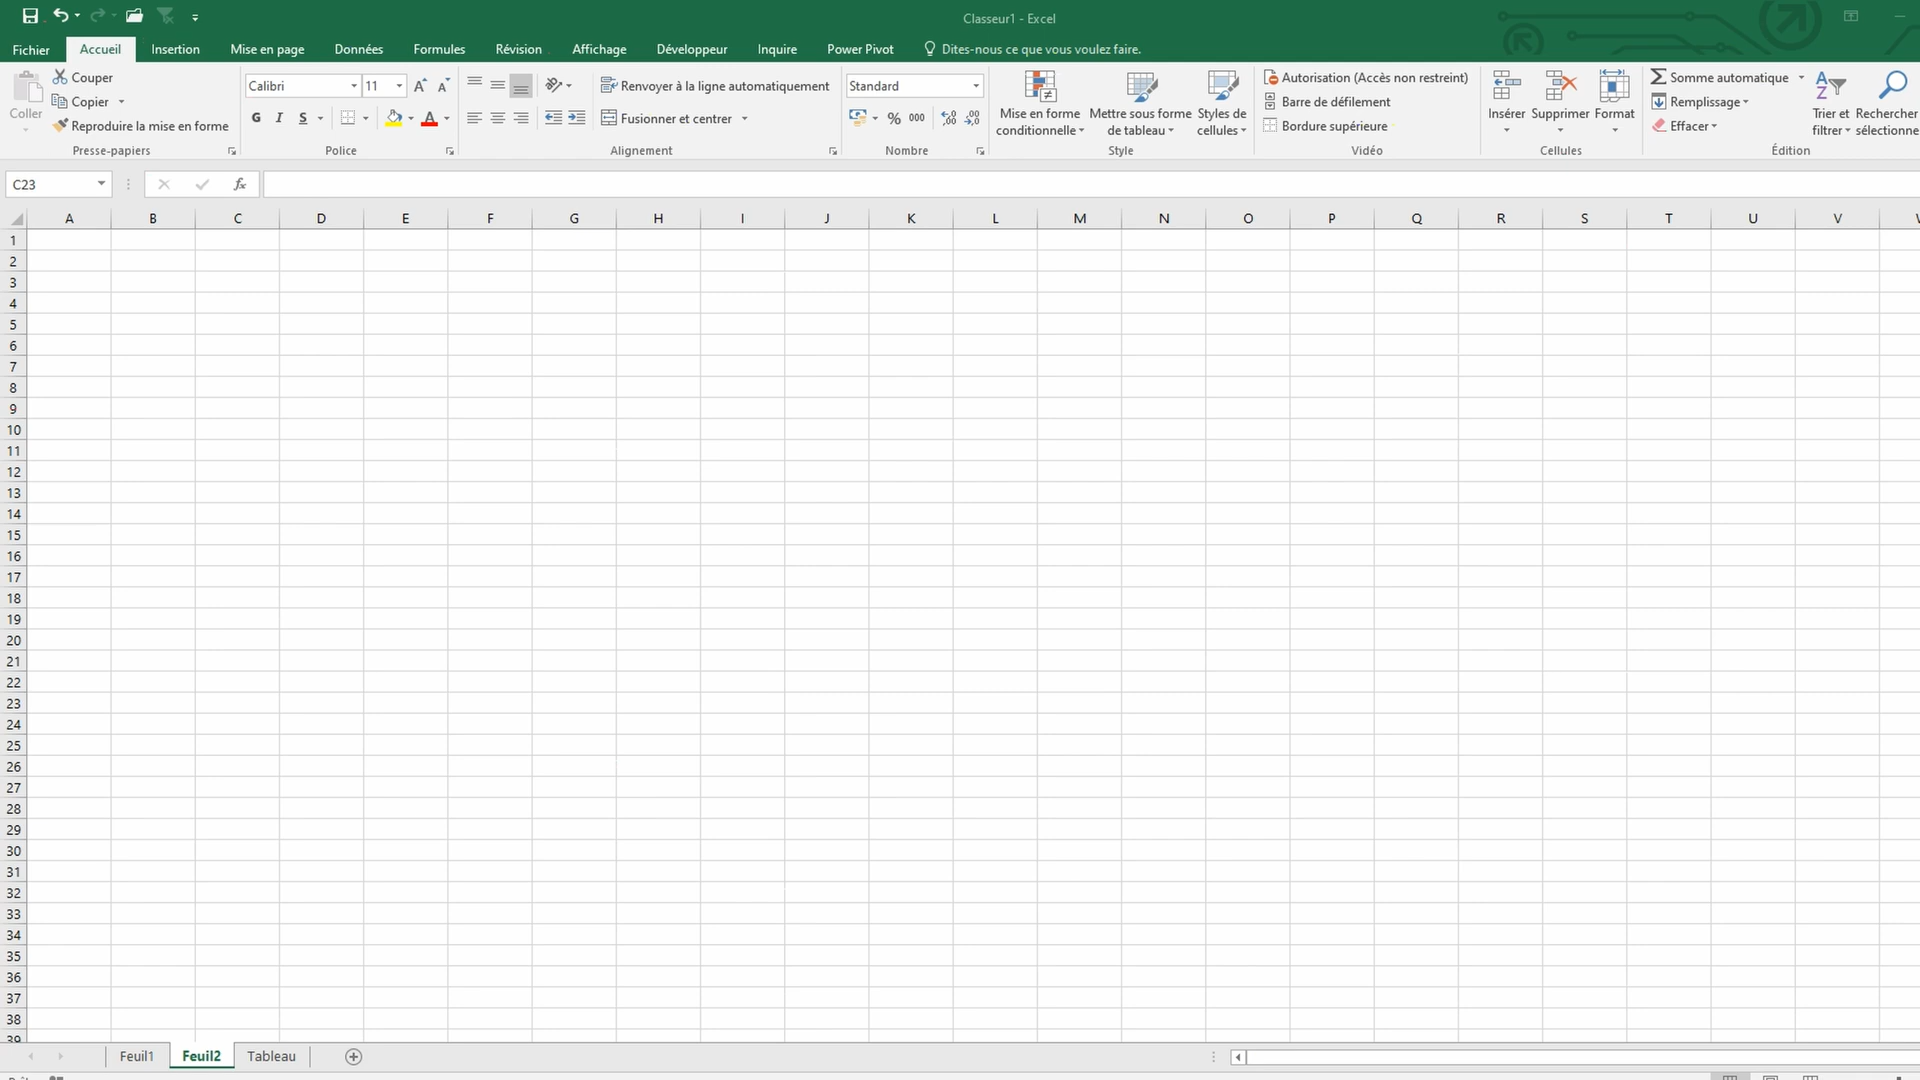 Classeur1 - Excel
Fichier Accueil Insertion Mise en page Données Formules Révision Affichage Développeur Inquire Power Pivot Dites-nous ce que vous voulez faire.
Coller
Couper
Copier
Reproduire la mise en forme
Presse-papiers
Calibri 11
G I S
Police
Renvoyer à la ligne automatiquement
Fusionner et centrer
Alignement
Standard
% 000
Nombre
Mise en forme
conditionnelle
Mettre sous forme
de tableau
Styles de
cellules
Style
Autorisation (Accès non restreint)
Barre de défilement
Bordure supérieure
Vidéo
Insérer Supprimer Format
Cellules
Somme automatique
Remplissage
Effacer
Trier et
filtrer
Rechercher
sélectionne
Édition
C23 fx
A B C D E F G H I J K L M N O P Q R S T U V
1
2
3
4
5
6
7
8
9
10
11
12
13
14
15
16
17
18
19
20
21
22
23
24
25
26
27
28
29
30
31
32
33
34
35
36
37
38
39
Feuil1 Feuil2 Tableau